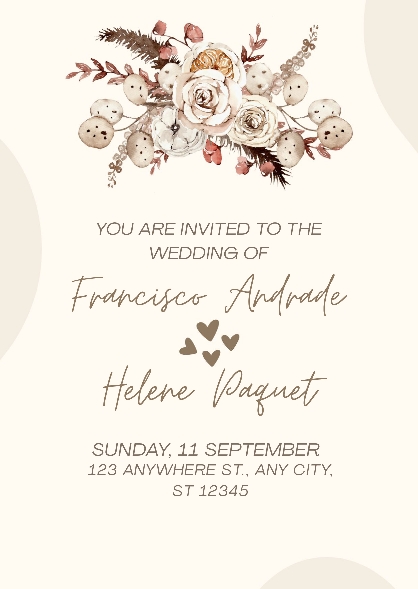 YOU ARE INVITED TO THE
WEDDING OF
Francisco Andrade
Helene Paquet
SUNDAY, 11 SEPTEMBER
123 ANYWHERE ST., ANY CITY,
ST 12345